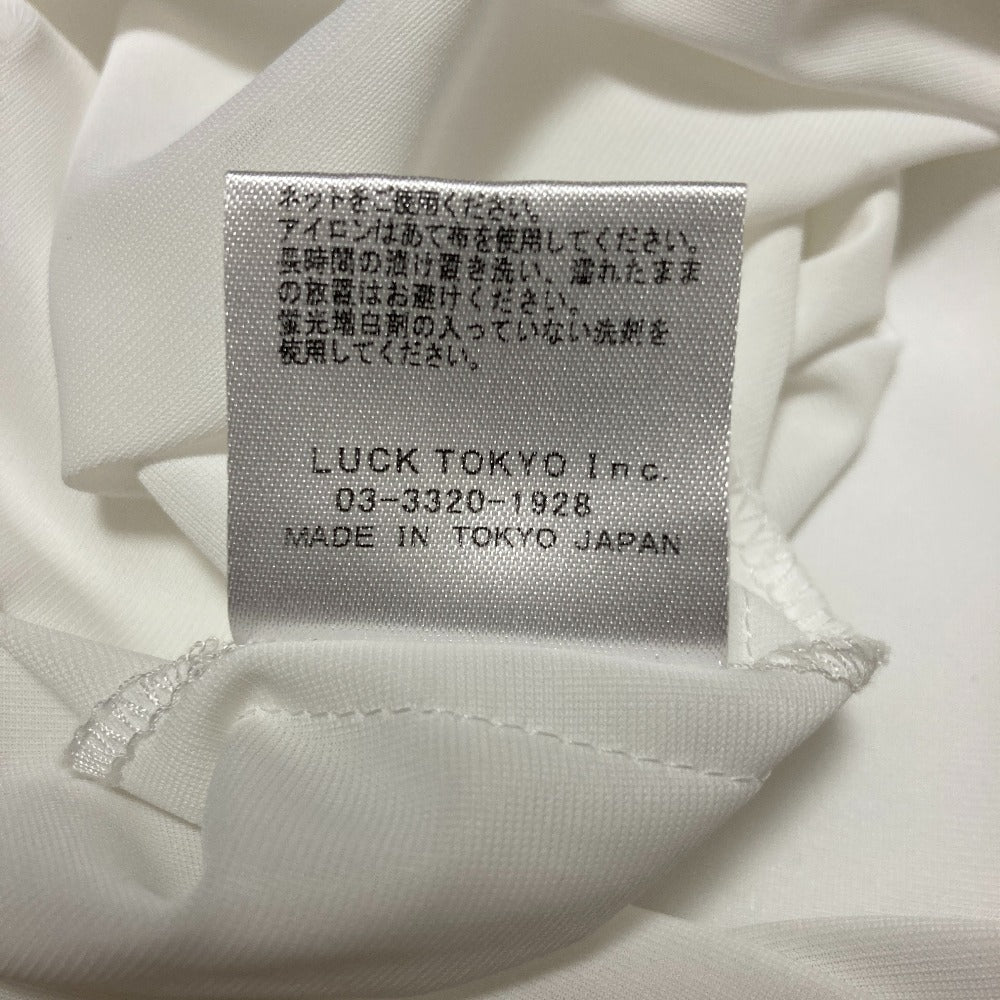 ネットをご使用ください。
アイロンはあて布を使用してください。
長時間の漬け置き洗い、濡れたまま
の放置はお避けください。
蛍光増白剤の入っていない洗剤を
使用してください。
LUCK TOKYO Inc.
03-3320-1928
MADE IN TOKYO JAPAN